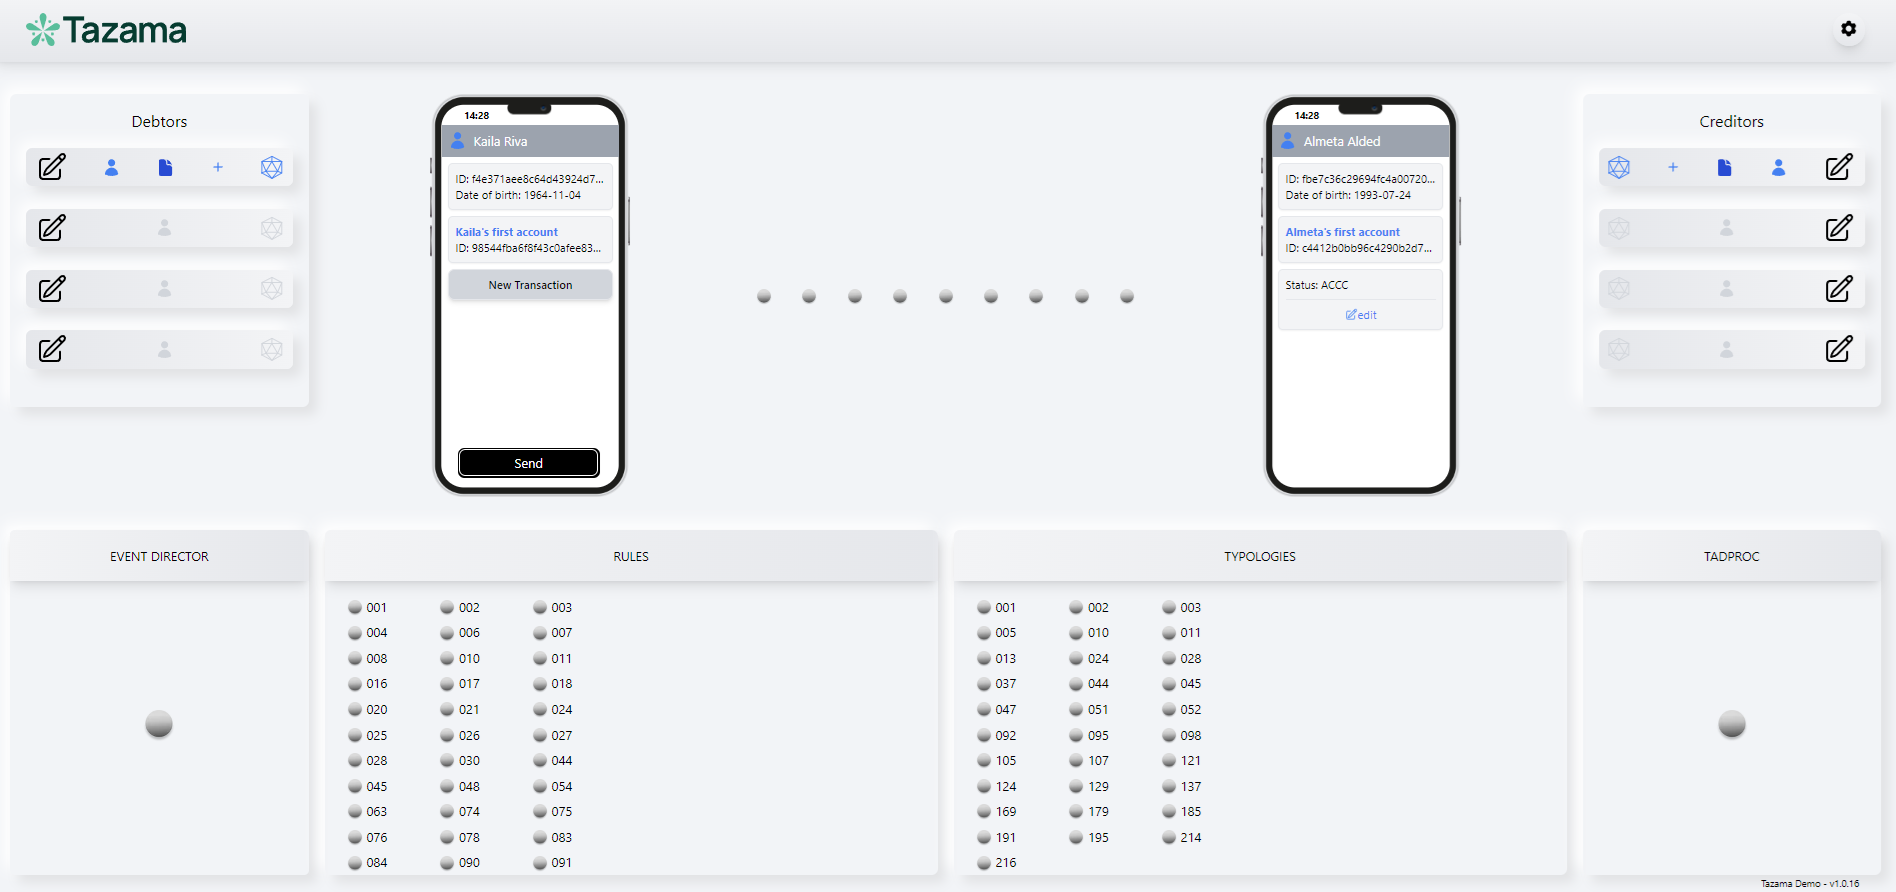 Tazama
Debtors
14:28
Kaila Riva
ID: f4e371aee8c64d43924d7...
Date of birth: 1964-11-04
Kaila's first account
ID: 98544fba6f8f43c0afee83...
New Transaction
Send
14:28
Almeta Alded
ID: fbe7c36c29694fc4a00720...
Date of birth: 1993-07-24
Almeta's first account
ID: c4412b0bb96c4290b2d7...
Status: ACCC
edit
Creditors
EVENT DIRECTOR
RULES
001 002 003
004 006 007
008 010 011
016 017 018
020 021 024
025 026 027
028 030 044
045 048 054
063 074 075
076 078 083
084 090 091
TYPOLOGIES
001 002 003
005 010 011
013 024 028
037 044 045
047 051 052
092 095 098
105 107 121
124 129 137
169 179 185
191 195 214
216
TADPROC
Tazama Demo - v1.0.16